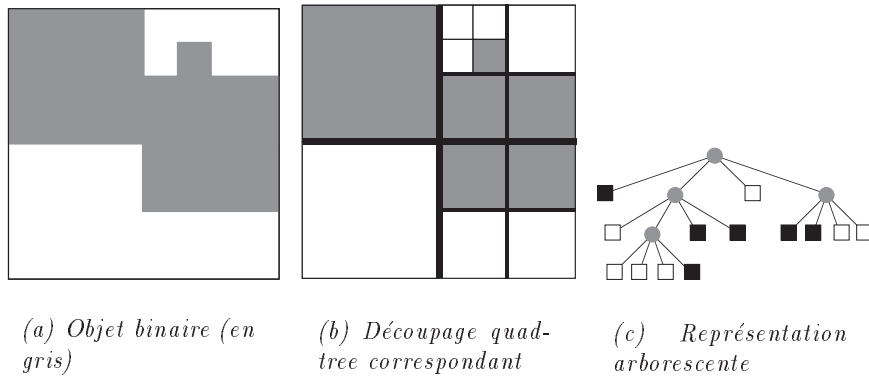 (a) Objet binaire (en
gris)
(b) Découpage quad-
tree correspondant
(c) Représentation
arborescente